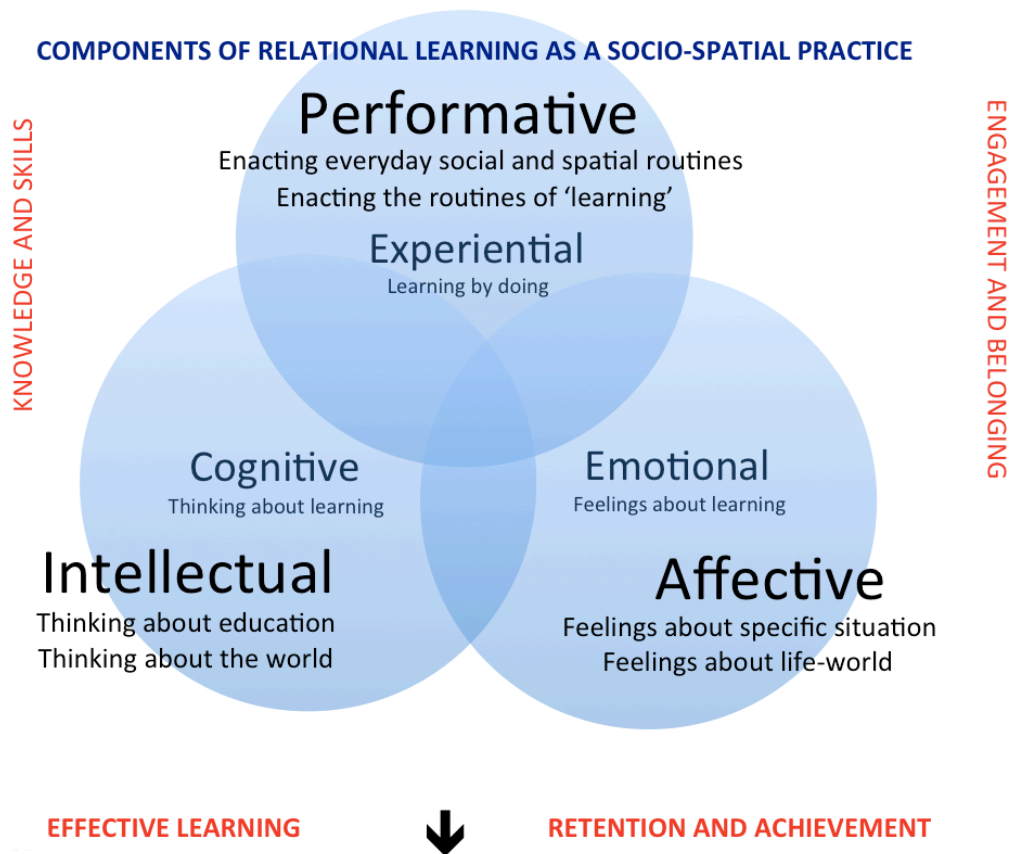 COMPONENTS OF RELATIONAL LEARNING AS A SOCIO-SPATIAL PRACTICE
KNOWLEDGE AND SKILLS
ENGAGEMENT AND BELONGING
Performative
Enacting everyday social and spatial routines
Enacting the routines of ‘learning’
Experiential
Learning by doing
Cognitive
Thinking about learning
Intellectual
Thinking about education
Thinking about the world
Emotional
Feelings about learning
Affective
Feelings about specific situation
Feelings about life-world
EFFECTIVE LEARNING
RETENTION AND ACHIEVEMENT